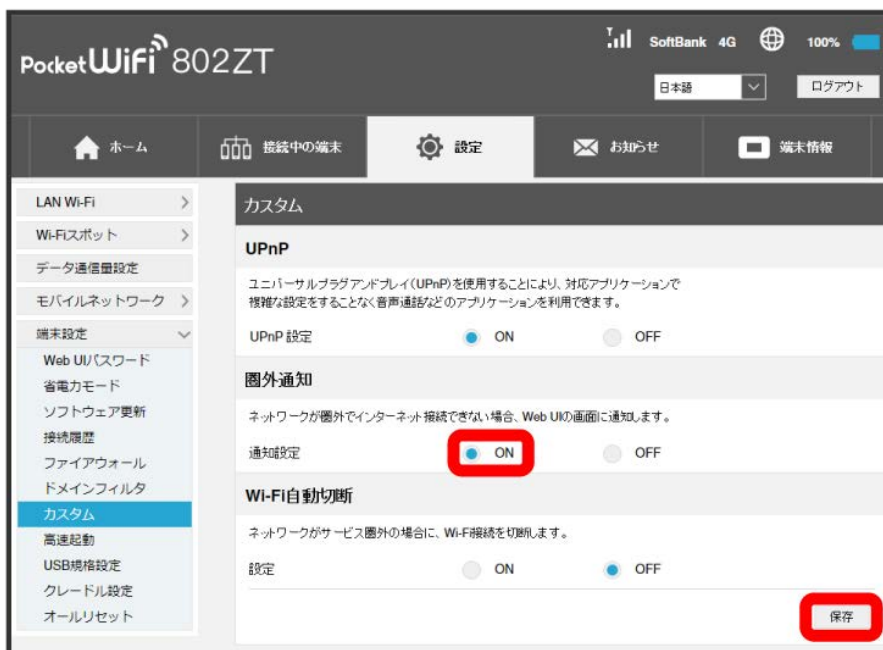 PocketWiFi 802ZT
SoftBank 4G 100%
日本語 ログアウト
ホーム 接続中の端末 設定 お知らせ 端末情報
LAN Wi-Fi
Wi-Fiスポット
データ通信量設定
モバイルネットワーク
端末設定
Web UIパスワード
省電力モード
ソフトウェア更新
接続履歴
ファイアウォール
ドメインフィルタ
カスタム
高速起動
USB規格設定
クレードル設定
オールリセット
カスタム
UPnP
ユニバーサルプラグアンドプレイ(UPnP)を使用することにより、対応アプリケーションで
複雑な設定をすることなく音声通話などのアプリケーションを利用できます。
UPnP 設定 ON OFF
圏外通知
ネットワークが圏外でインターネット接続できない場合、Web UIの画面に通知します。
通知設定 ON OFF
Wi-Fi自動切断
ネットワークがサービス圏外の場合に、Wi-Fi接続を切断します。
設定 ON OFF
保存